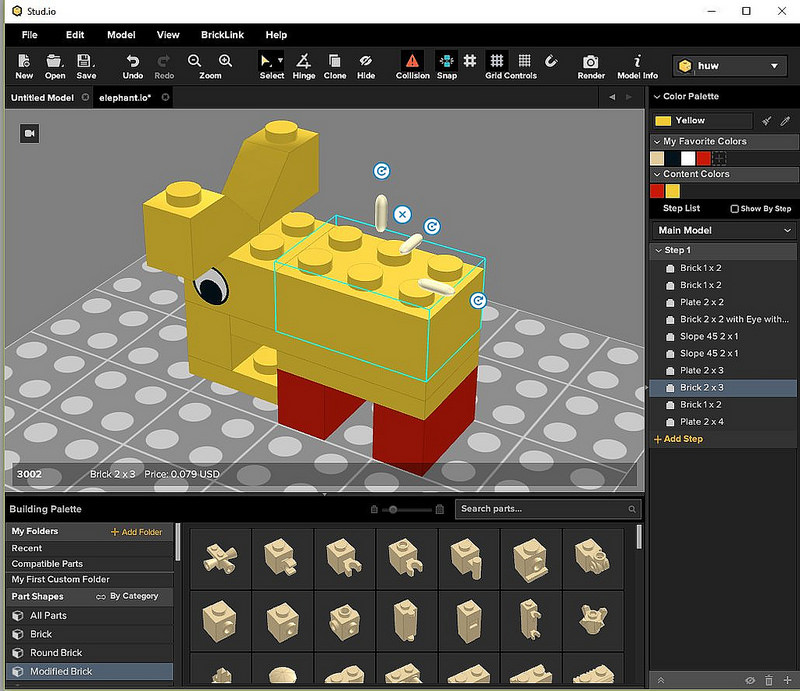 Stud.io
File Edit Model View BrickLink Help
New Open Save Undo Redo Zoom Select Hinge Clone Hide Collision Snap Grid Controls Render Model Info huw
Untitled Model elephant.io*
Color Palette
Yellow
My Favorite Colors
Content Colors
Step List Show By Step
Main Model
Step 1
Brick 1 x 2
Brick 1 x 2
Plate 2 x 2
Brick 2 x 2 with Eye with...
Slope 45 2 x 1
Slope 45 2 x 1
Plate 2 x 3
Brick 2 x 3
Brick 1 x 2
Plate 2 x 4
+ Add Step
3002 Brick 2 x 3 Price: 0.079 USD
Building Palette Search parts...
My Folders + Add Folder
Recent
Compatible Parts
My First Custom Folder
Part Shapes By Category
All Parts
Brick
Round Brick
Modified Brick